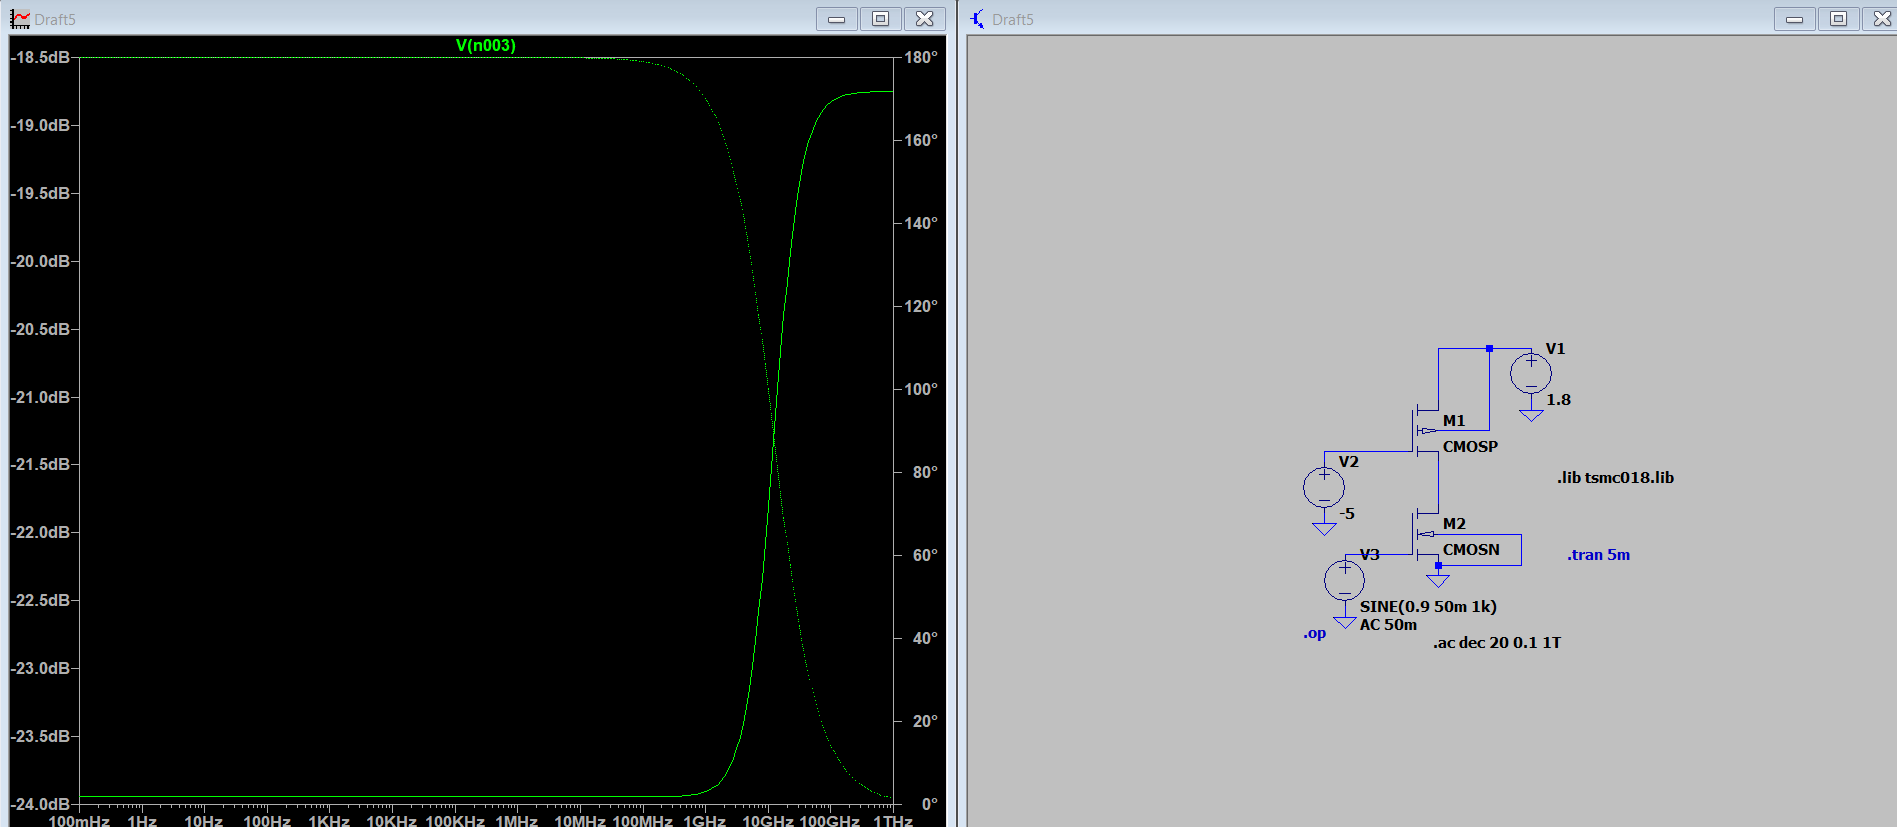 Draft5
V(n003)
-18.5dB
-19.0dB
-19.5dB
-20.0dB
-20.5dB
-21.0dB
-21.5dB
-22.0dB
-22.5dB
-23.0dB
-23.5dB
-24.0dB
180°
160°
140°
120°
100°
80°
60°
40°
20°
0°
100mHz 1Hz 10Hz 100Hz 1KHz 10KHz 100KHz 1MHz 10MHz 100MHz 1GHz 10GHz 100GHz 1THz
Draft5
V1
1.8
M1
CMOSP
V2
-5
.lib tsmc018.lib
M2
CMOSN
V3
.tran 5m
SINE(0.9 50m 1k)
AC 50m
.op
.ac dec 20 0.1 1T